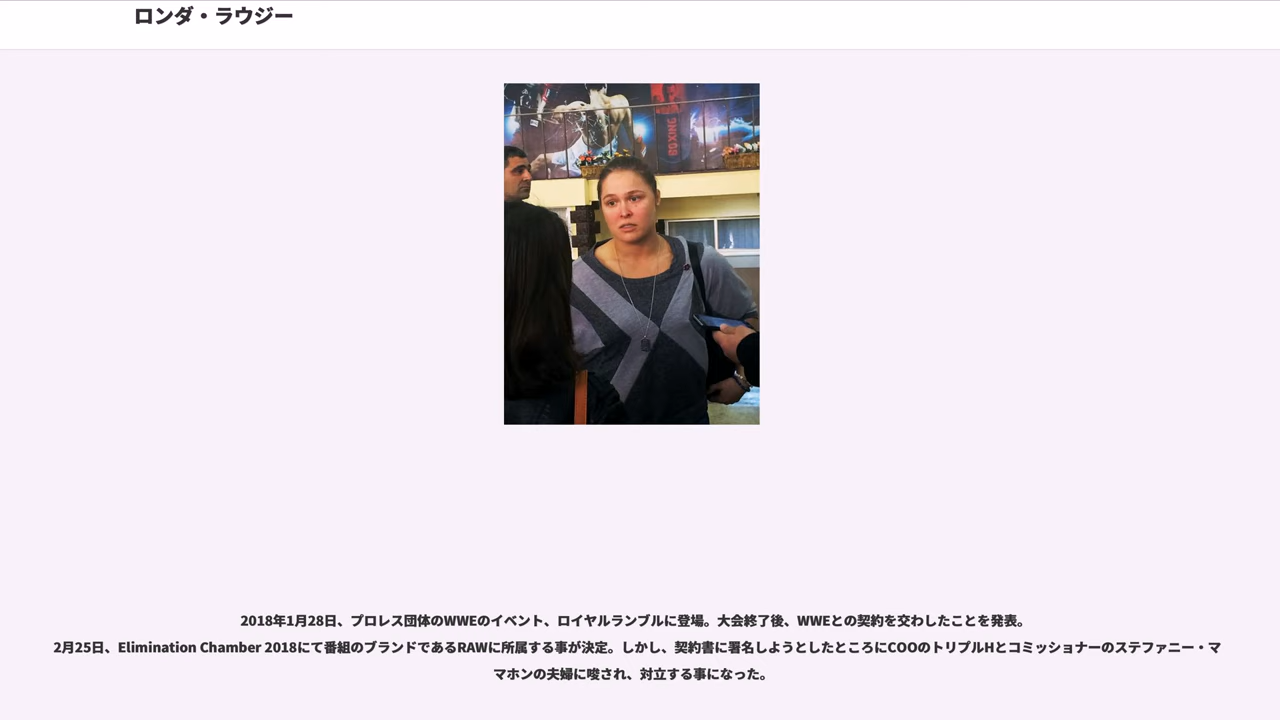 ロンダ・ラウジー
BOXING
2018年1月28日、プロレス団体のWWEのイベント、ロイヤルランブルに登場。大会終了後、WWEとの契約を交わしたことを発表。
2月25日、Elimination Chamber 2018にて番組のブランドであるRAWに所属する事が決定。しかし、契約書に署名しようとしたところにCOOのトリプルHとコミッショナーのステファニー・マ
マホンの夫婦に唆され、対立する事になった。